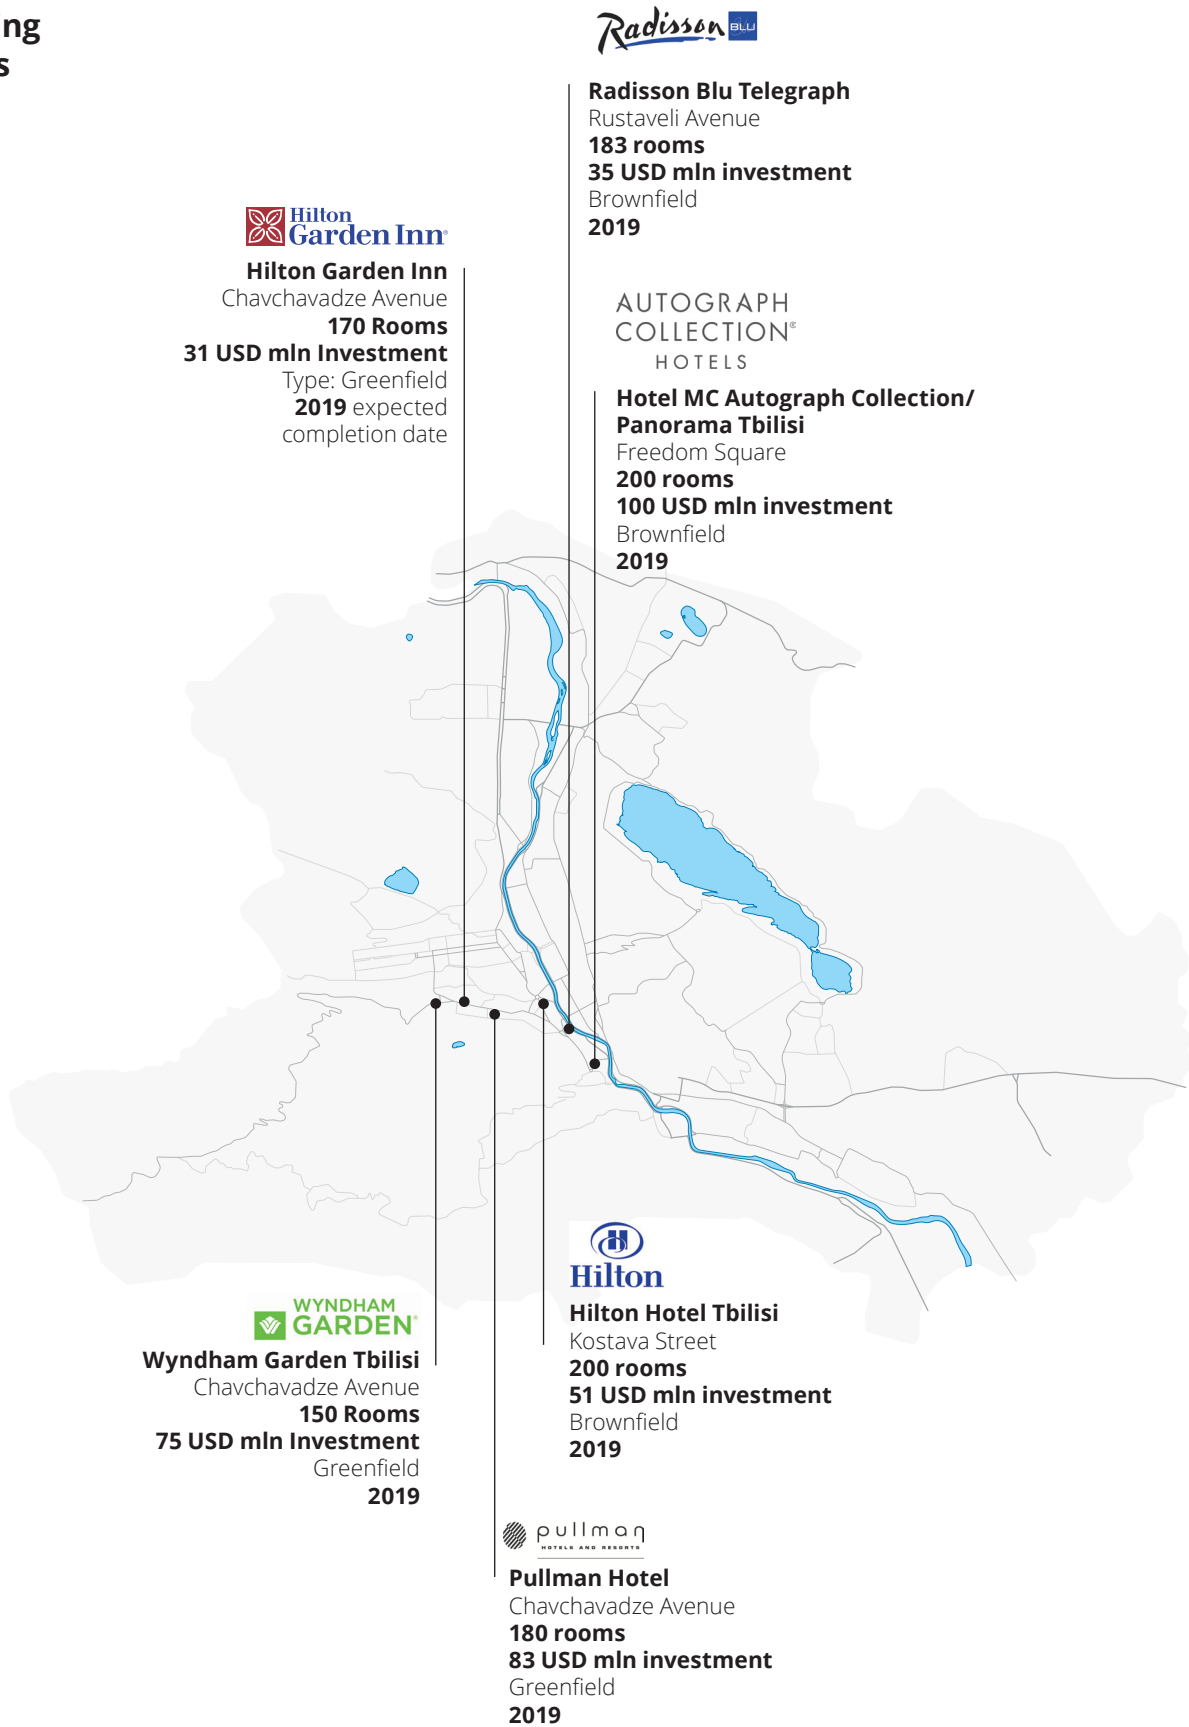 ing
s
Radisson BLU
Radisson Blu Telegraph
Rustaveli Avenue
183 rooms
35 USD mln investment
Brownfield
2019
Hilton
Garden Inn®
Hilton Garden Inn
Chavchavadze Avenue
170 Rooms
31 USD mln Investment
Type: Greenfield
2019 expected
completion date
AUTOGRAPH
COLLECTION®
HOTELS
Hotel MC Autograph Collection/
Panorama Tbilisi
Freedom Square
200 rooms
100 USD mln investment
Brownfield
2019
WYNDHAM
GARDEN®
Wyndham Garden Tbilisi
Chavchavadze Avenue
150 Rooms
75 USD mln Investment
Greenfield
2019
Hilton
Hilton Hotel Tbilisi
Kostava Street
200 rooms
51 USD mln investment
Brownfield
2019
pullman
HOTELS AND RESORTS
Pullman Hotel
Chavchavadze Avenue
180 rooms
83 USD mln investment
Greenfield
2019